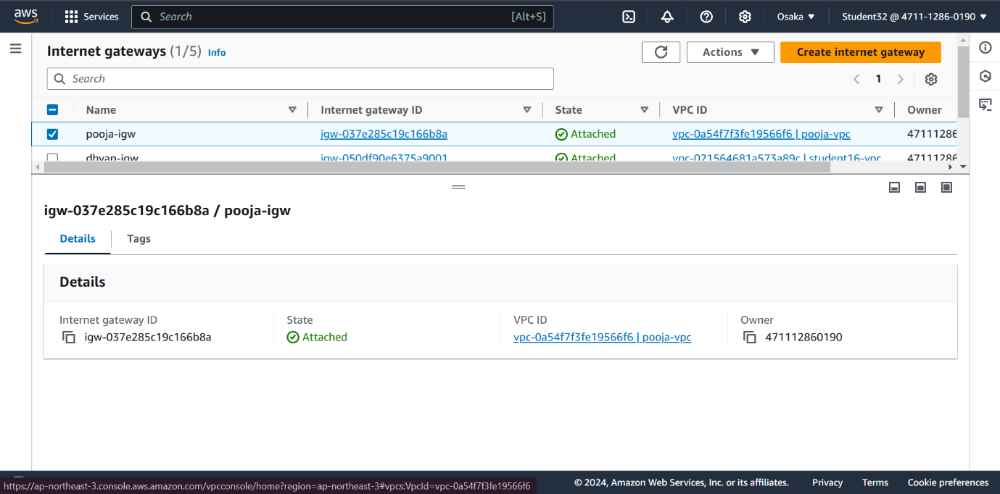 aws Services Search [Alt+S] Osaka Student32 @ 4711-1286-0190
Internet gateways (1/5) Info Actions Create internet gateway
Search 1
Name Internet gateway ID State VPC ID Owner
pooja-igw igw-037e285c19c166b8a Attached vpc-0a54f7f3fe19566f6 | pooja-vpc 47111286
dhyan-igw igw-050df90e6375a9001 Attached vpc-021564681a573a89c | student16-vpc 47111286
igw-037e285c19c166b8a / pooja-igw
Details Tags
Details
Internet gateway ID State VPC ID Owner
igw-037e285c19c166b8a Attached vpc-0a54f7f3fe19566f6 | pooja-vpc 471112860190
https://ap-northeast-3.console.aws.amazon.com/vpcconsole/home?region=ap-northeast-3#vpcs:VpcId=vpc-0a54f7f3fe19566f6 © 2024, Amazon Web Services, Inc. or its affiliates. Privacy Terms Cookie preferences